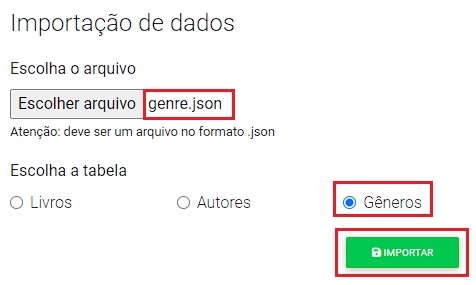 Importação de dados
Escolha o arquivo
Escolher arquivo genre.json
Atenção: deve ser um arquivo no formato .json
Escolha a tabela
Livros Autores Gêneros
IMPORTAR